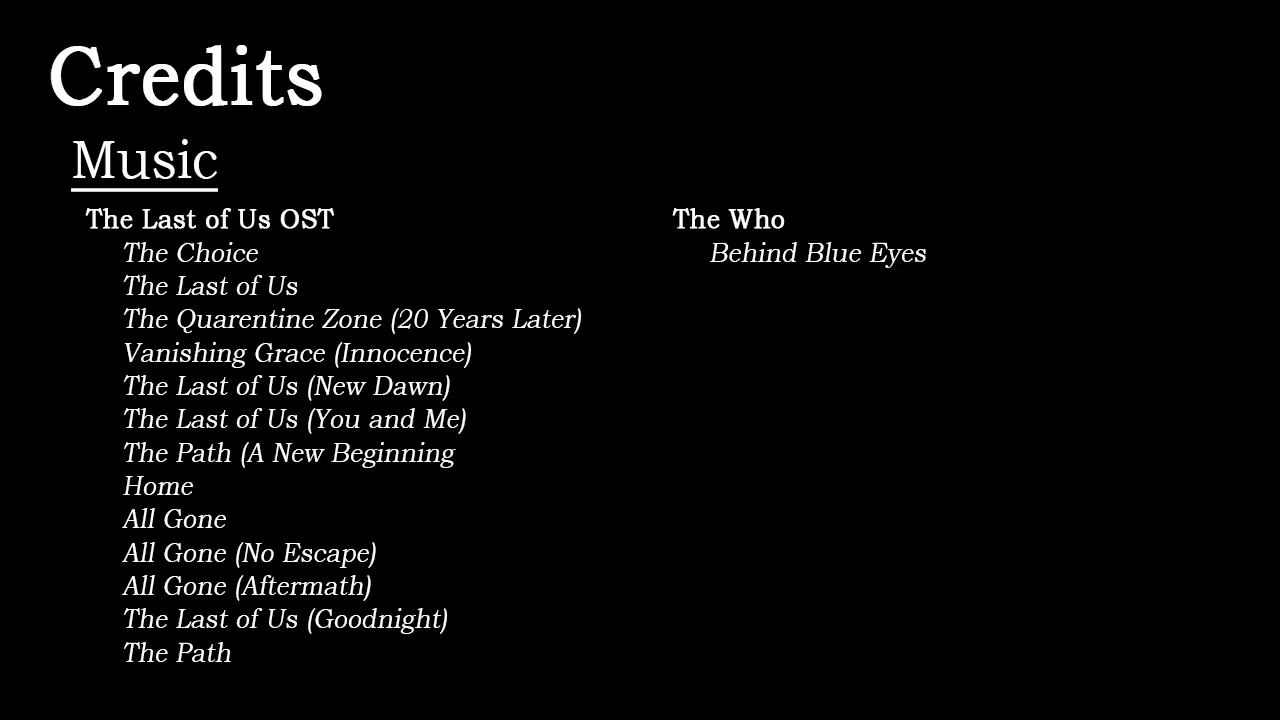 Credits
Music
The Last of Us OST
The Choice
The Last of Us
The Quarentine Zone (20 Years Later)
Vanishing Grace (Innocence)
The Last of Us (New Dawn)
The Last of Us (You and Me)
The Path (A New Beginning
Home
All Gone
All Gone (No Escape)
All Gone (Aftermath)
The Last of Us (Goodnight)
The Path
The Who
Behind Blue Eyes